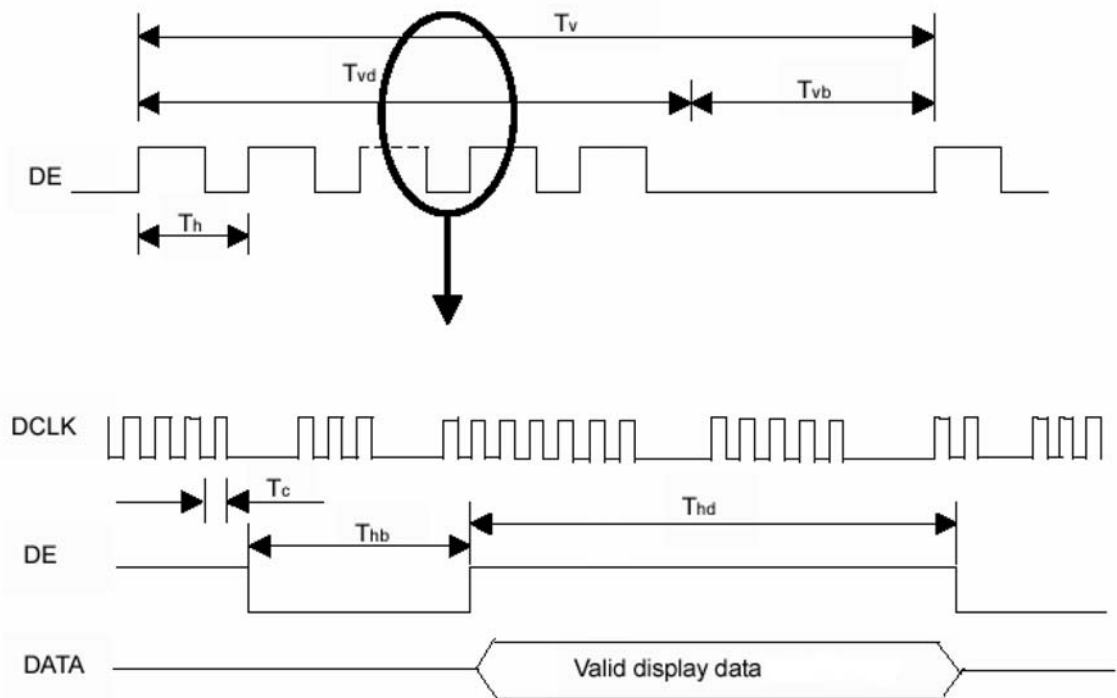 Tv
Tvd
Tvb
DE
Th
DCLK
Tc
Thd
Thb
DE
DATA
Valid display data